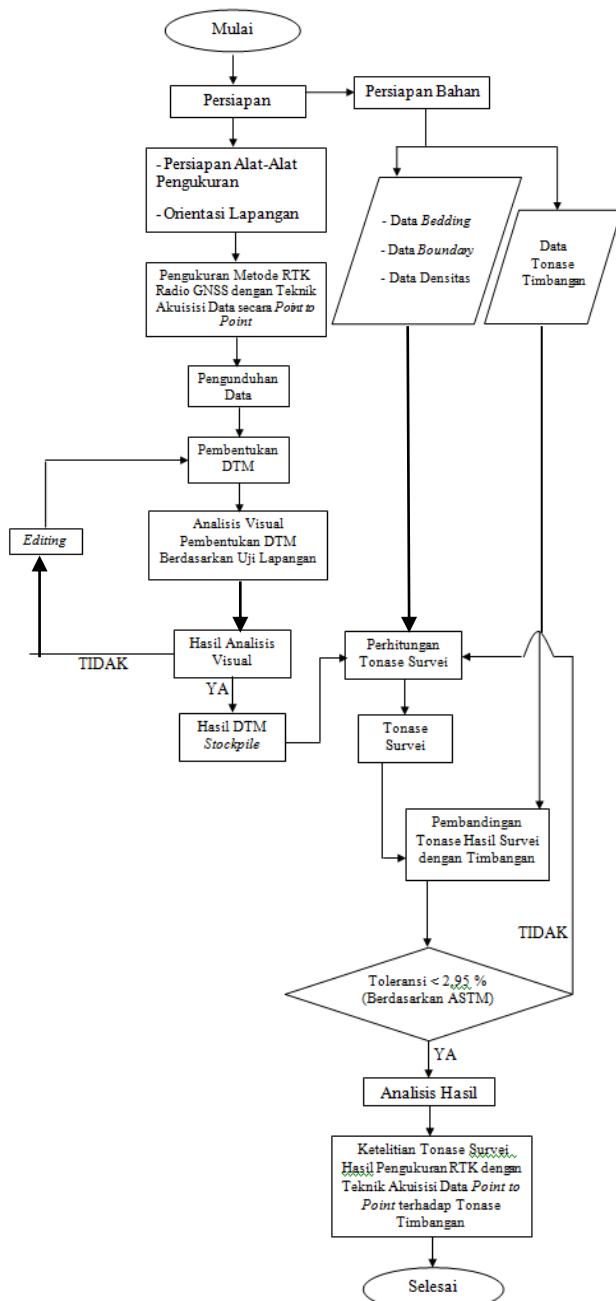 Mulai
Persiapan
Persiapan Bahan
- Persiapan Alat-Alat
Pengukuran
- Orientasi Lapangan
- Data Bedding
- Data Boundary
- Data Densitas
Data
Tonase
Timbangan
Pengukuran Metode RTK
Radio GNSS dengan Teknik
Akuisisi Data secara Point to
Point
Pengunduhan
Data
Pembentukan
DTM
Editing
Analisis Visual
Pembentukan DTM
Berdasarkan Uji Lapangan
Hasil Analisis
Visual
TIDAK
YA
Hasil DTM
Stockpile
Perhitungan
Tonase Survei
Tonase
Survei
Pembandingan
Tonase Hasil Survei
dengan Timbangan
TIDAK
Toleransi < 2,95 %
(Berdasarkan ASTM)
YA
Analisis Hasil
Ketelitian Tonase Survei
Hasil Pengukuran RTK dengan
Teknik Akuisisi Data Point to
Point terhadap Tonase
Timbangan
Selesai